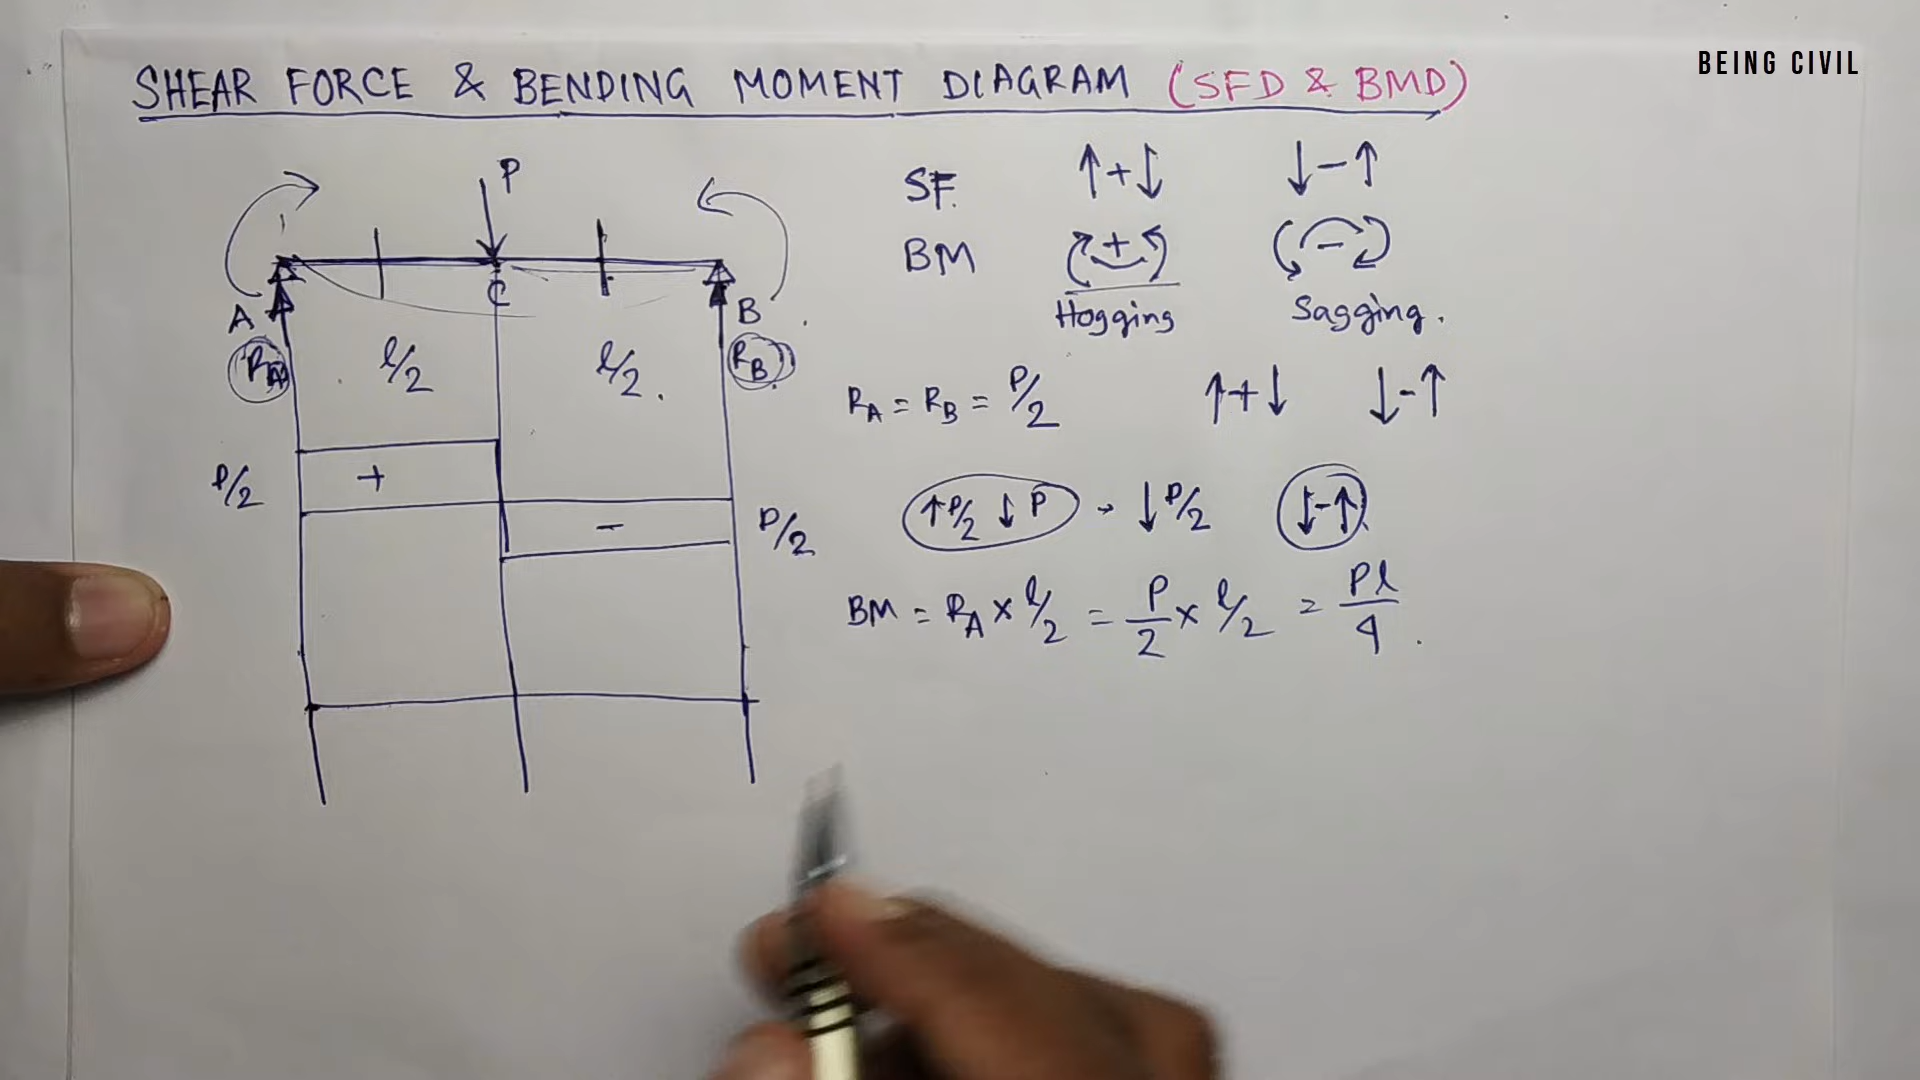 BEING CIVIL
SHEAR FORCE & BENDING MOMENT DIAGRAM (SFD & BMD)
P
SF. ↑+↓ ↓-↑
BM + -
Hogging Sagging.
A C B
RA l/2 l/2 RB
RA = RB = P/2 ↑+↓ ↓-↑
P/2 + - P/2
↑P/2 ↓P → ↓P/2 ↓-↑
BM = RA × l/2 = P/2 × l/2 = Pl/4